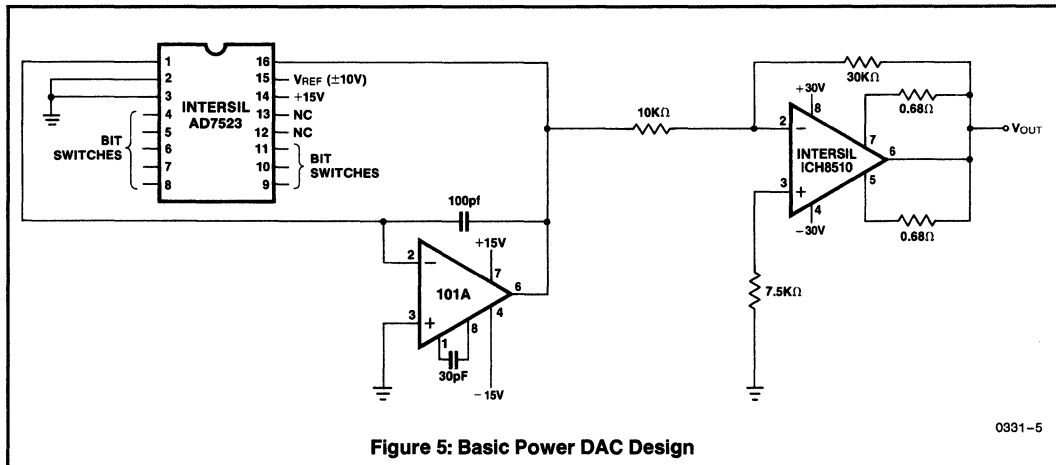 1 16
2 15 VREF (±10V)
3 14 +15V
INTERSIL
AD7523
4 13 NC
5 12 NC
6 11
7 10
8 9
BIT
SWITCHES
BIT
SWITCHES
100pf
2 −
+15V
7
101A
6
3 +
1
8
4
30pF
−15V
10KΩ
30KΩ
+30V
8
0.68Ω
2 −
7
INTERSIL
ICH8510
6
VOUT
3 +
5
4
−30V
0.68Ω
7.5KΩ
0331–5
Figure 5: Basic Power DAC Design